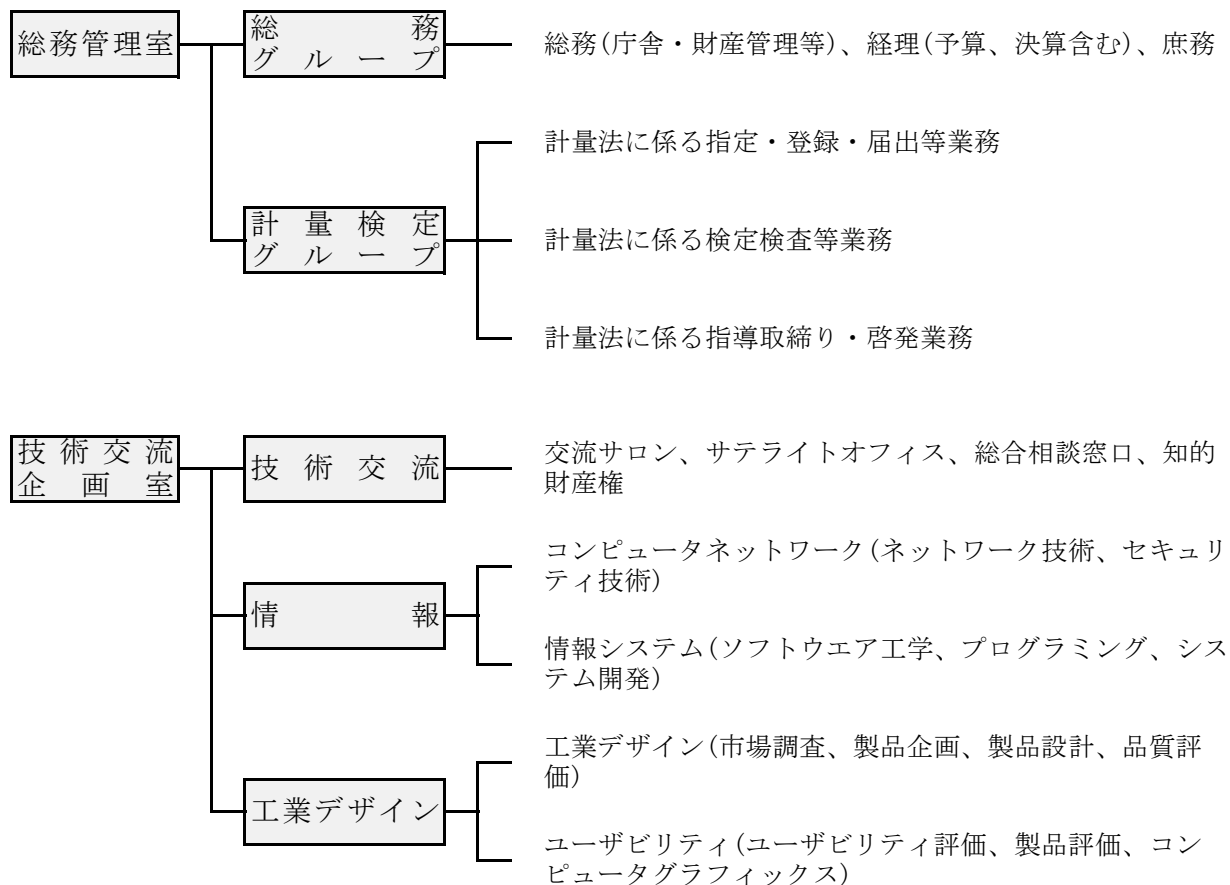 総務管理室
総務
グループ
総務(庁舎・財産管理等)、経理(予算、決算含む)、庶務
計量法に係る指定・登録・届出等業務
計量検定
グループ
計量法に係る検定検査等業務
計量法に係る指導取締り・啓発業務
技術交流
企画室
技術交流
交流サロン、サテライトオフィス、総合相談窓口、知的
財産権
コンピュータネットワーク(ネットワーク技術、セキュリ
ティ技術)
情報
情報システム(ソフトウエア工学、プログラミング、シス
テム開発)
工業デザイン(市場調査、製品企画、製品設計、品質評
価)
工業デザイン
ユーザビリティ(ユーザビリティ評価、製品評価、コン
ピュータグラフィックス)